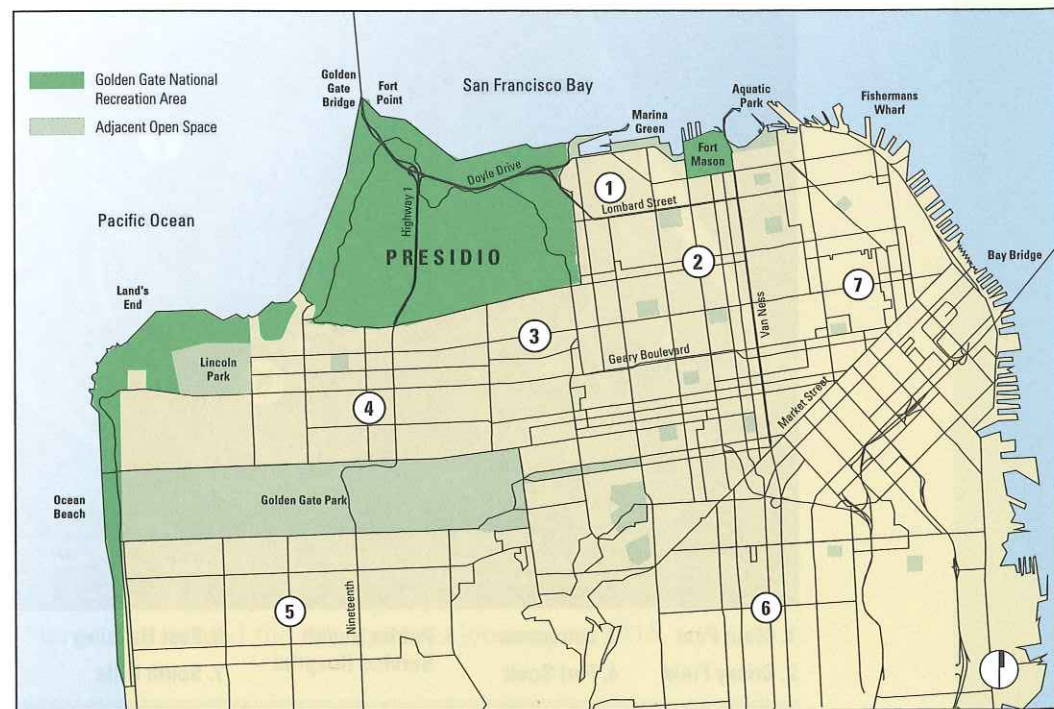 Golden Gate National
Recreation Area
Adjacent Open Space
Golden
Gate
Bridge
Fort
Point
San Francisco Bay
Marina
Green
Aquatic
Park
Fishermans
Wharf
Fort
Mason
Doyle Drive
1
Lombard Street
Highway 1
Pacific Ocean
PRESIDIO
2
Bay Bridge
7
Land's
End
Van Ness
3
Lincoln
Park
Geary Boulevard
4
Market Street
Ocean
Beach
Golden Gate Park
Nineteenth
5
6